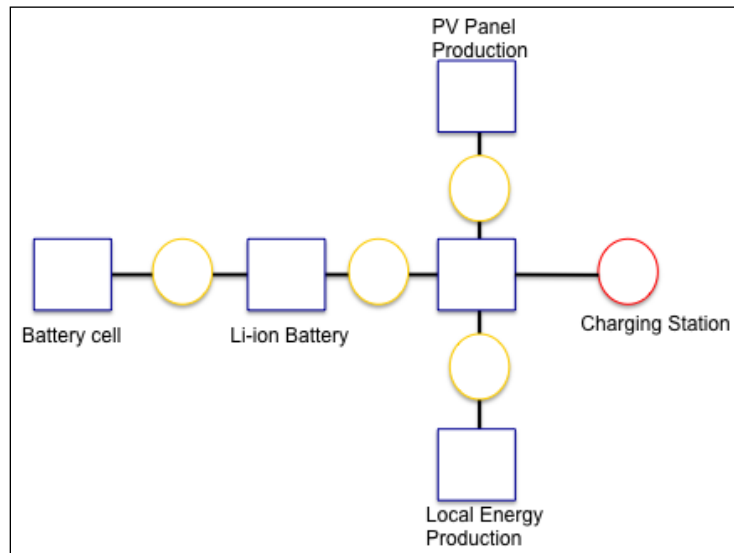 PV Panel
Production
Battery cell
Li-ion Battery
Charging Station
Local Energy
Production